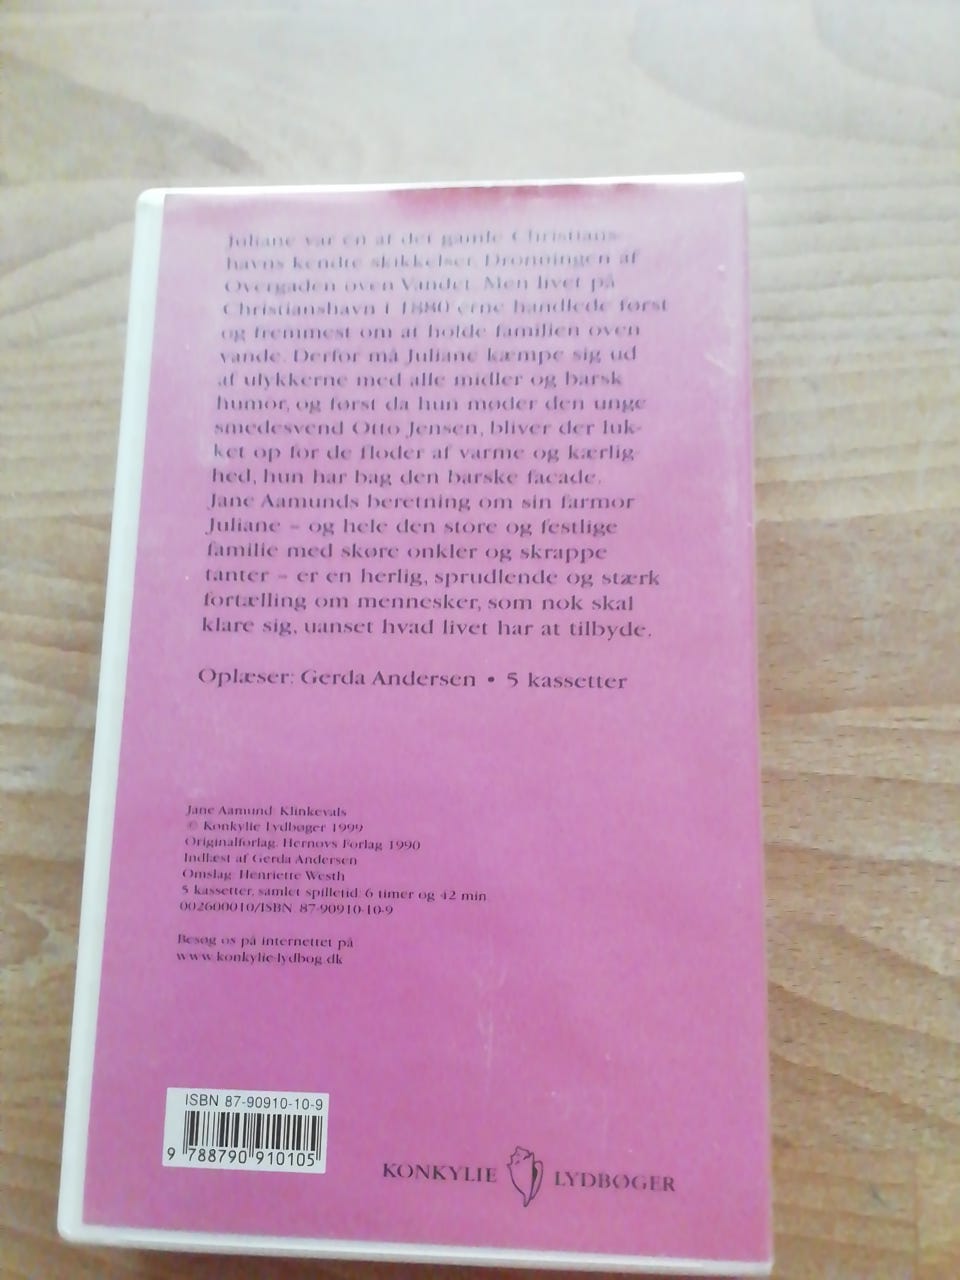 Juliane var en af det gamle Christians-
havns kendte skikkelser. Dronningen af
Overgaden oven Vandet. Men livet på
Christianshavn i 1880'erne handlede først
og fremmest om at holde familien oven
vande. Derfor må Juliane kæmpe sig ud
af ulykkerne med alle midler og barsk
humor, og først da hun møder den unge
smedesvend Otto Jensen, bliver der luk-
ket op for de floder af varme og kærlig-
hed, hun har bag den barske facade.
Jane Aamunds beretning om sin farmor
Juliane – og hele den store og festlige
familie med skøre onkler og skrappe
tanter – er en herlig, sprudlende og stærk
fortælling om mennesker, som nok skal
klare sig, uanset hvad livet har at tilbyde.
Oplæser: Gerda Andersen • 5 kassetter
Jane Aamund: Klinkevals
© Konkylie Lydbøger 1999
Originalforlag: Hernovs Forlag 1990
Indlæst af Gerda Andersen
Omslag: Henriette Westh
5 kassetter, samlet spilletid: 6 timer og 42 min.
002600010/ISBN: 87-90910-10-9
Besøg os på internettet på
www.konkylie-lydbog.dk
ISBN 87-90910-10-9
9 788790 910105
KONKYLIE LYDBØGER